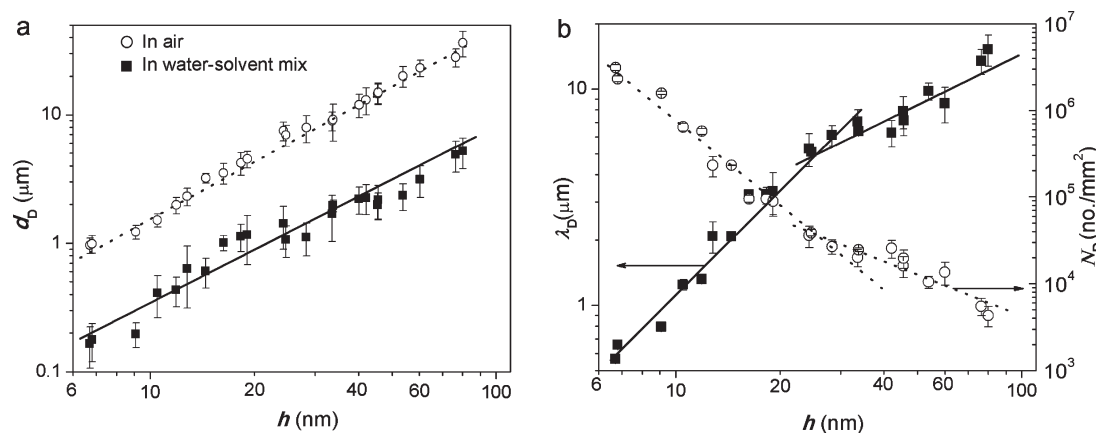 a
In air
In water-solvent mix
10
1
0.1
d_D (μm)
6
10
20
40
60
80
100
h (nm)
b
10
1
λ_D(μm)
10^7
10^6
10^5
10^4
10^3
N_D (no./mm^2)
6
10
20
40
60
80
100
h (nm)